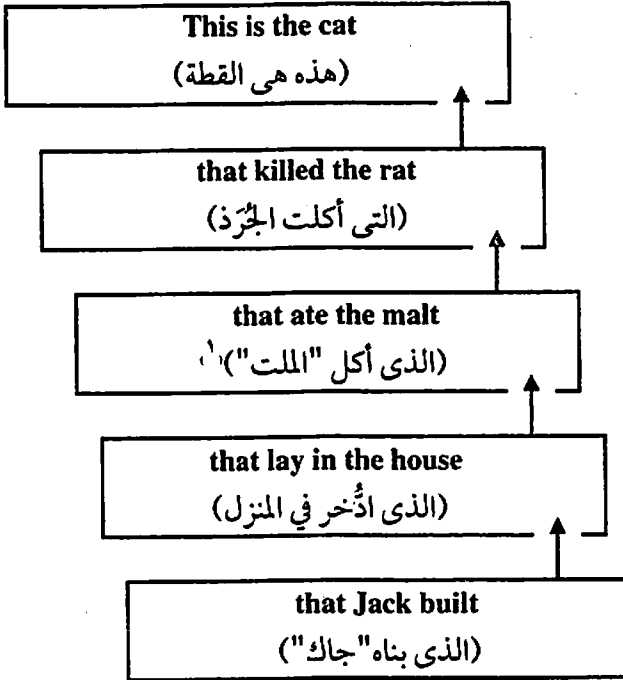 This is the cat
(هذه هى القطة)
that killed the rat
(التى أكلت الجُرَذ)
that ate the malt
(الذى أكل "الملت")(١)
that lay in the house
(الذى ادُّخر في المنزل)
that Jack built
(الذى بناه"جاك")